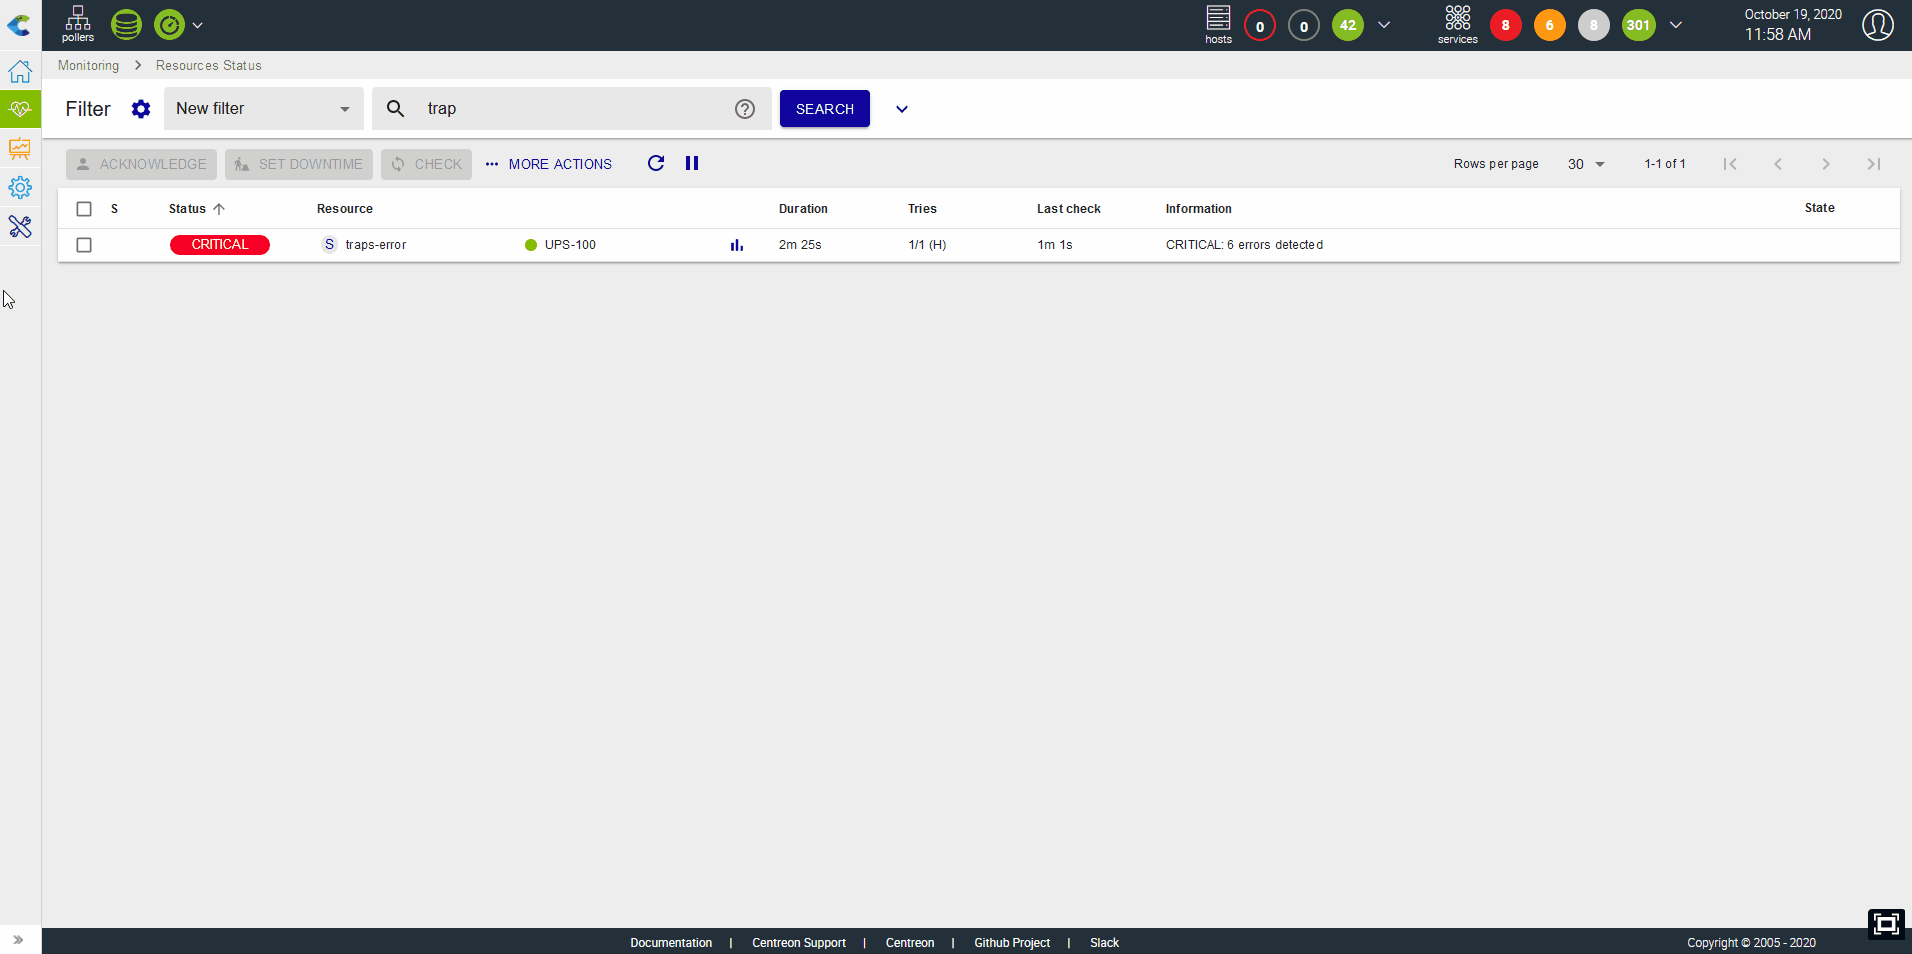 pollers
hosts
0
0
42
services
8
6
8
301
October 19, 2020
11:58 AM
Monitoring
Resources Status
Filter
New filter
trap
SEARCH
ACKNOWLEDGE
SET DOWNTIME
CHECK
MORE ACTIONS
Rows per page
30
1-1 of 1
S
Status
Resource
Duration
Tries
Last check
Information
State
CRITICAL
S
traps-error
UPS-100
2m 25s
1/1 (H)
1m 1s
CRITICAL: 6 errors detected
Documentation | Centreon Support | Centreon | Github Project | Slack
Copyright © 2005 - 2020